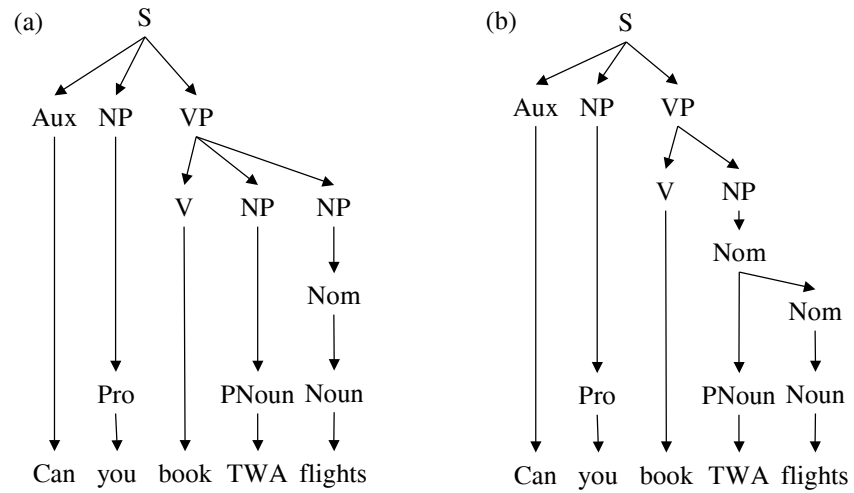 (a) S
Aux NP VP
V NP NP
Nom
Pro PNoun Noun
Can you book TWA flights
(b) S
Aux NP VP
V NP
Nom
Nom
Pro PNoun Noun
Can you book TWA flights